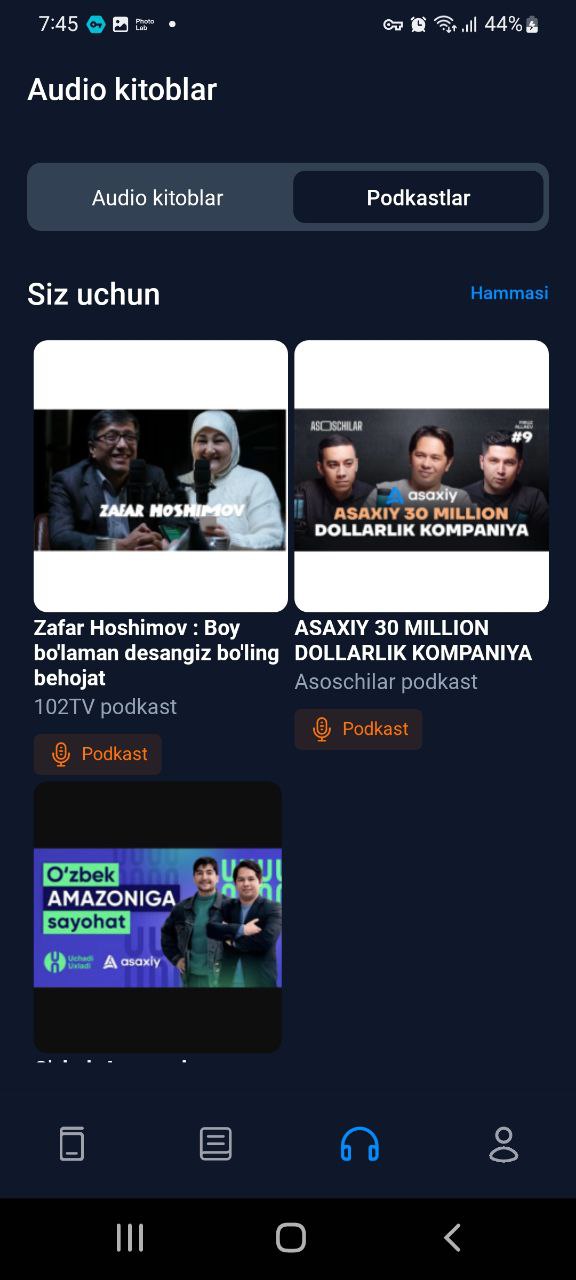 7:45
Photo
Lab
44%
Audio kitoblar
Audio kitoblar
Podkastlar
Siz uchun
Hammasi
ZAFAR HOSHIMOV
ASOSCHILAR
#9
asaxiy
ASAXIY 30 MILLION
DOLLARLIK KOMPANIYA
Zafar Hoshimov : Boy
bo'laman desangiz bo'ling
behojat
102TV podkast
Podkast
ASAXIY 30 MILLION
DOLLARLIK KOMPANIYA
Asoschilar podkast
Podkast
O'zbek
AMAZONIGA
sayohat
Uchadi
Uxladi
asaxiy